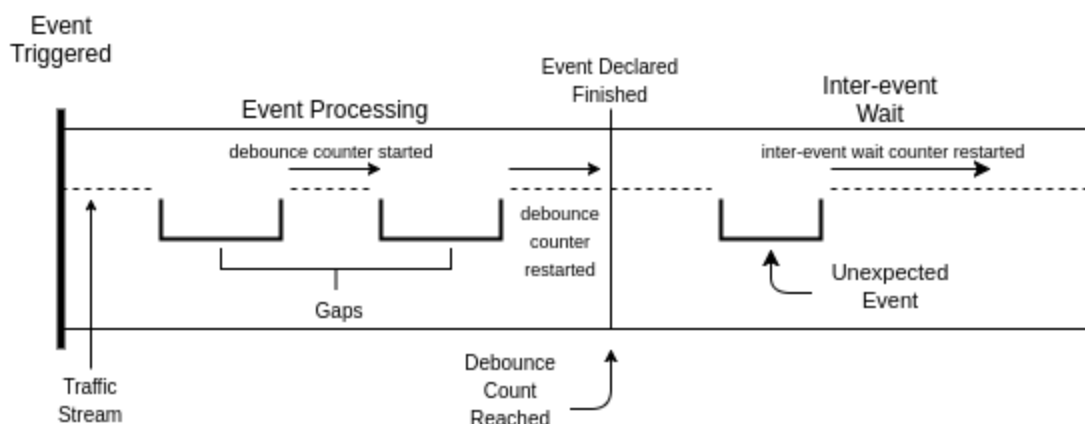 Event
Triggered
Event Declared
Finished
Inter-event
Wait
Event Processing
debounce counter started
inter-event wait counter restarted
debounce
counter
restarted
Gaps
Unexpected
Event
Traffic
Stream
Debounce
Count
Reached